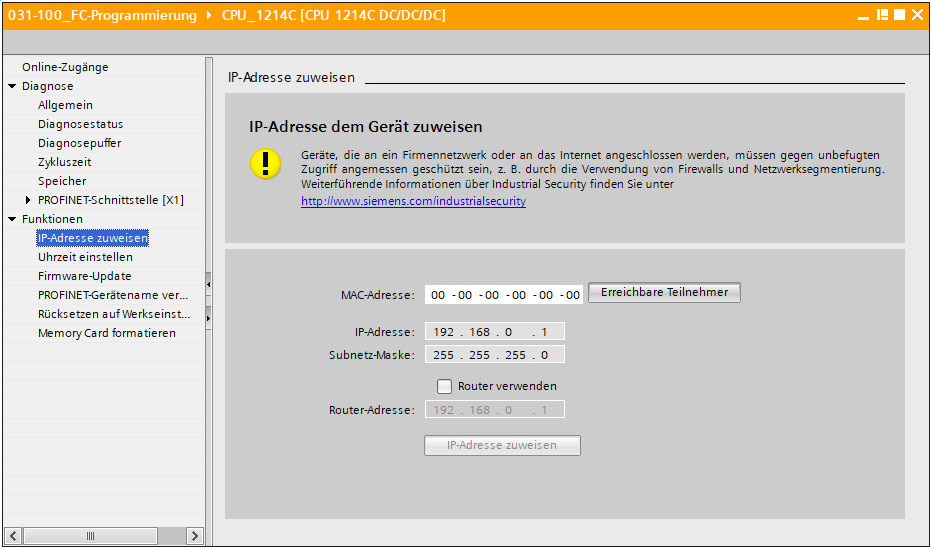 031-100_FC-Programmierung CPU_1214C [CPU 1214C DC/DC/DC]
Online-Zugänge
Diagnose
Allgemein
Diagnosestatus
Diagnosepuffer
Zykluszeit
Speicher
PROFINET-Schnittstelle [X1]
Funktionen
IP-Adresse zuweisen
Uhrzeit einstellen
Firmware-Update
PROFINET-Gerätename ver...
Rücksetzen auf Werkseinst...
Memory Card formatieren
IP-Adresse zuweisen
IP-Adresse dem Gerät zuweisen
Geräte, die an ein Firmennetzwerk oder an das Internet angeschlossen werden, müssen gegen unbefugten
Zugriff angemessen geschützt sein, z. B. durch die Verwendung von Firewalls und Netzwerksegmentierung.
Weiterführende Informationen über Industrial Security finden Sie unter
http://www.siemens.com/industrialsecurity
MAC-Adresse: 00 -00 -00 -00 -00 -00 Erreichbare Teilnehmer
IP-Adresse: 192 . 168 . 0 . 1
Subnetz-Maske: 255 . 255 . 255 . 0
Router verwenden
Router-Adresse: 192 . 168 . 0 . 1
IP-Adresse zuweisen